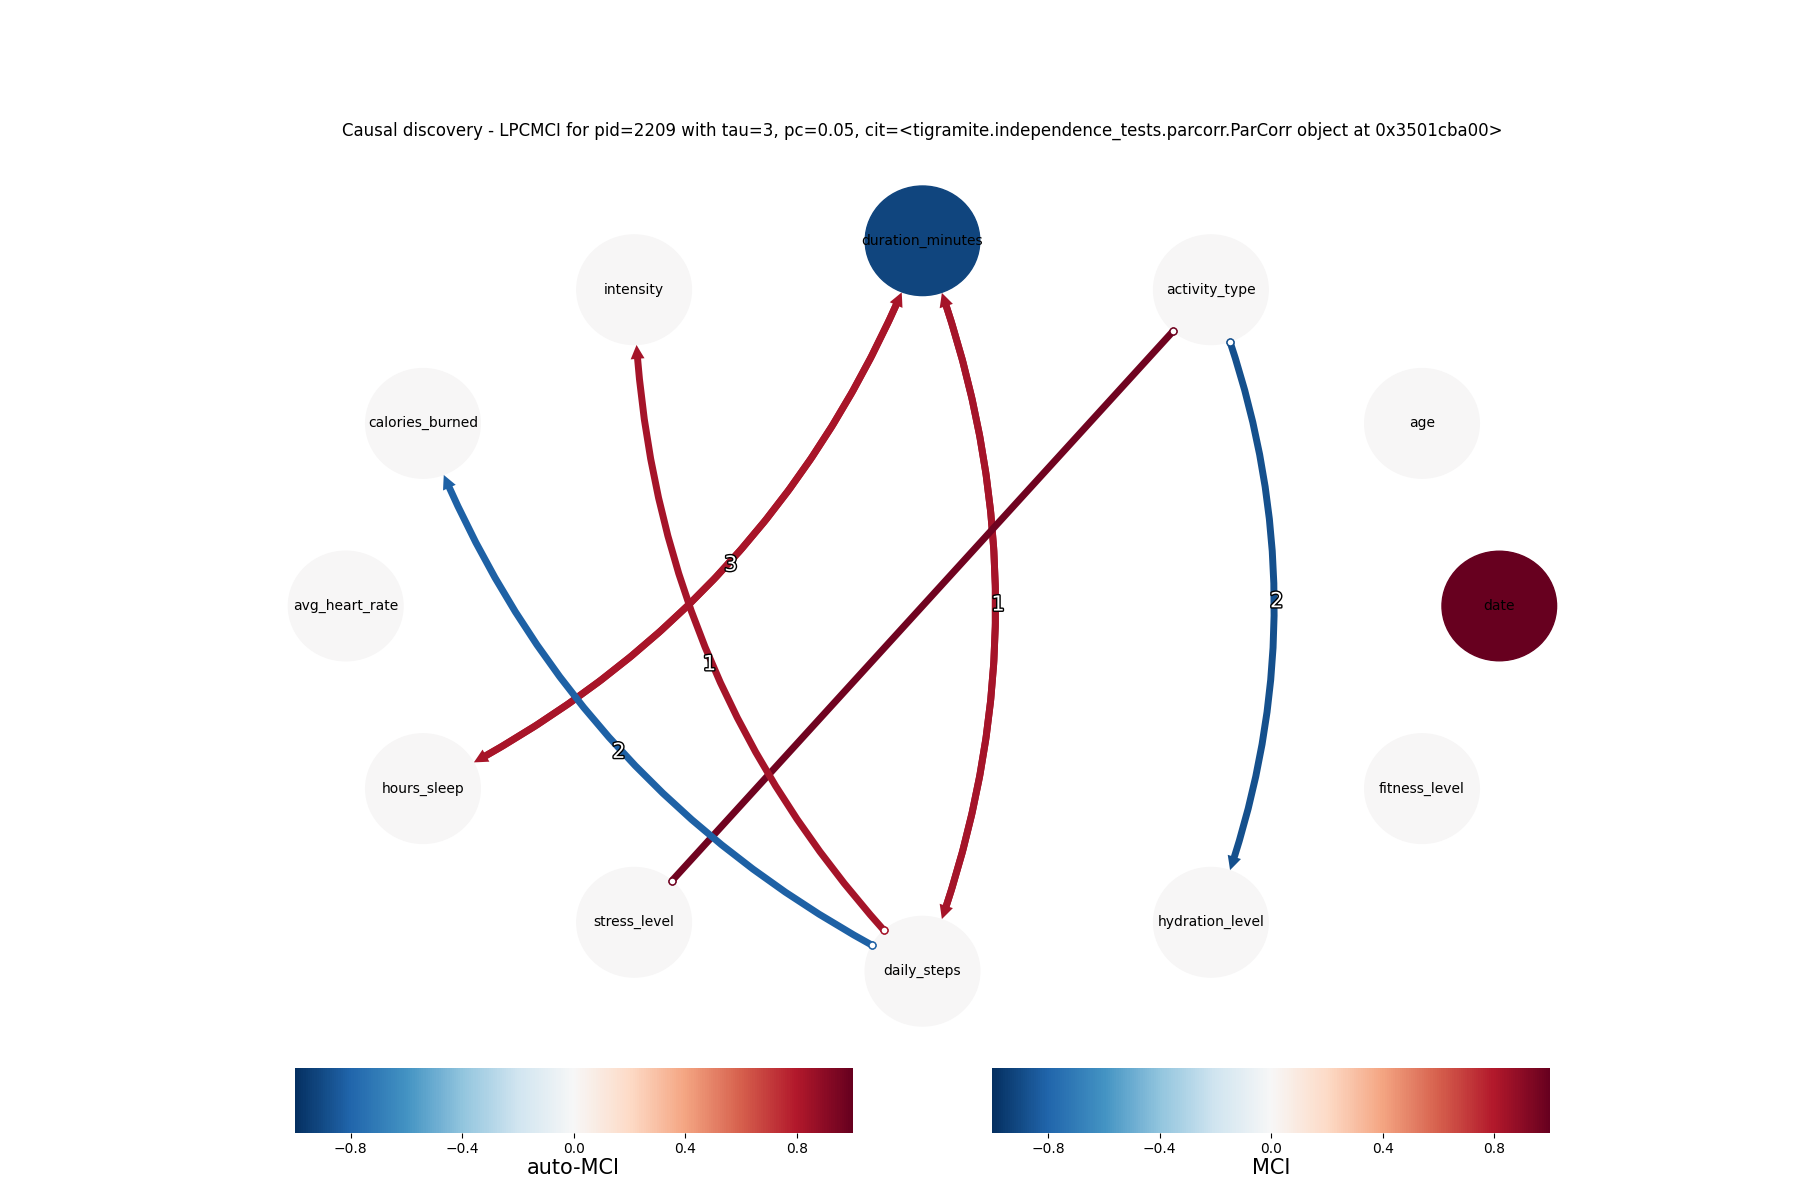 Causal discovery - LPCMCI for pid=2209 with tau=3, pc=0.05, cit=<tigramite.independence_tests.parcorr.ParCorr object at 0x3501cba00>
duration_minutes
intensity
activity_type
calories_burned
age
3
1
2
avg_heart_rate
date
1
2
hours_sleep
fitness_level
stress_level
hydration_level
daily_steps
−0.8 −0.4 0.0 0.4 0.8
auto-MCI
−0.8 −0.4 0.0 0.4 0.8
MCI